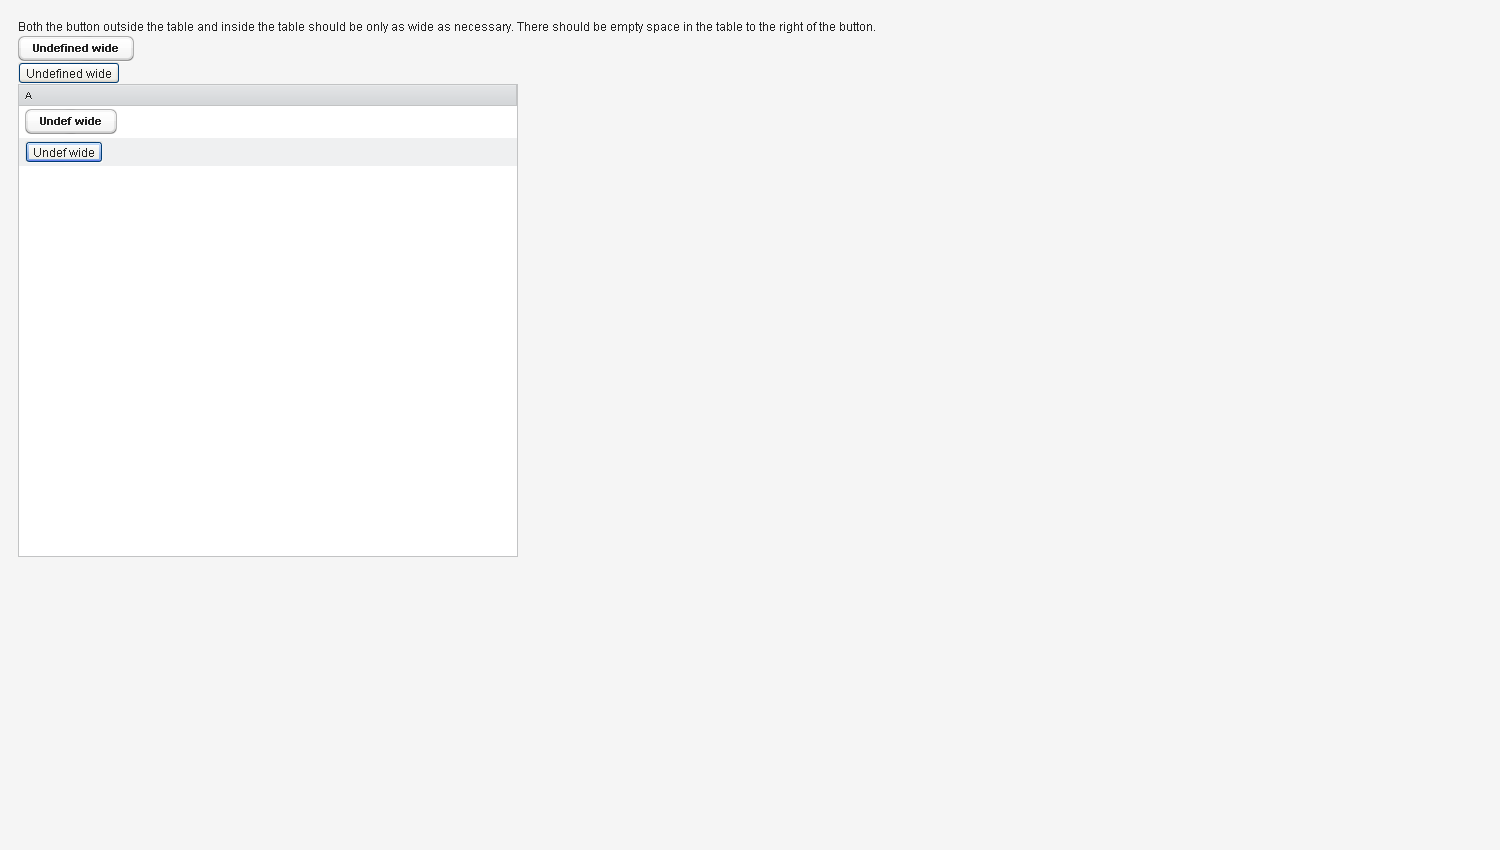 Both the button outside the table and inside the table should be only as wide as necessary. There should be empty space in the table to the right of the button.
Undefined wide
Undefined wide
A
Undef wide
Undef wide